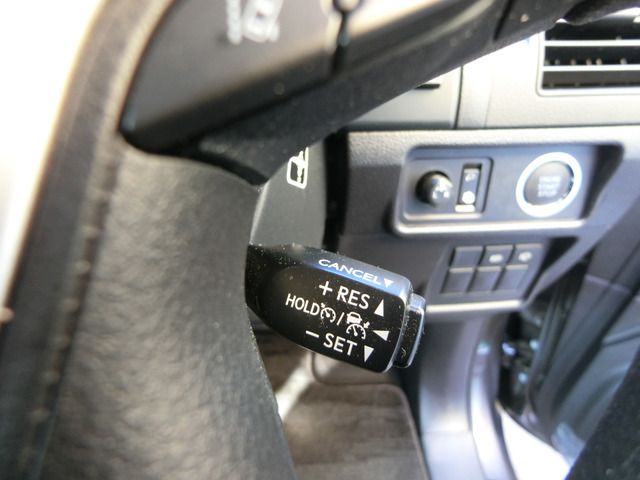 CANCEL▼
+ RES ▲
HOLD / ◀
− SET ▼